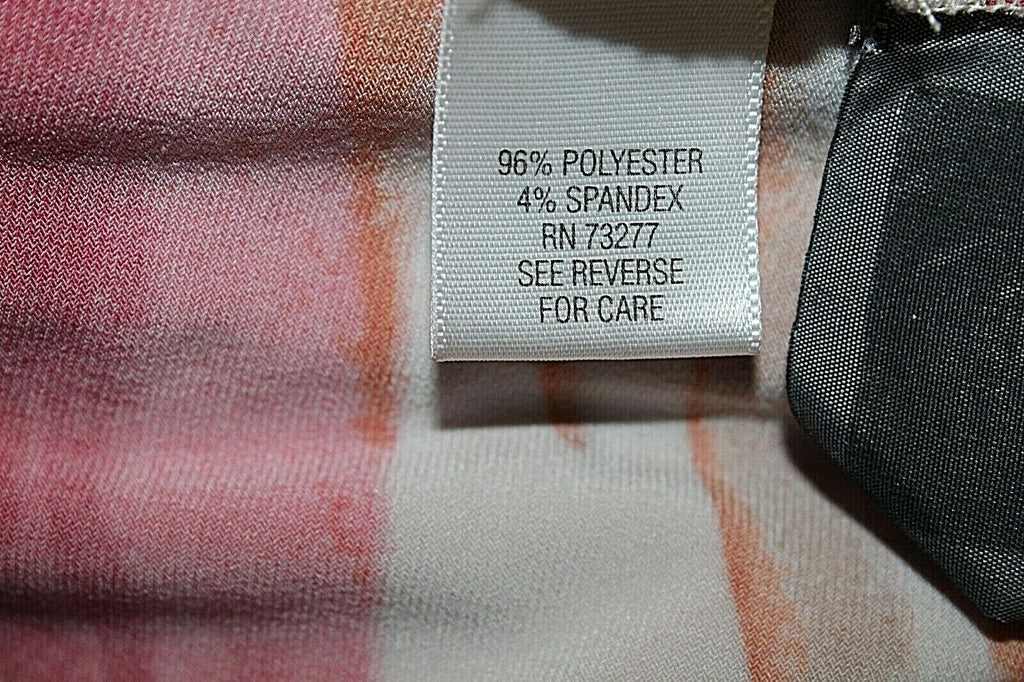 96% POLYESTER
4% SPANDEX
RN 73277
SEE REVERSE
FOR CARE